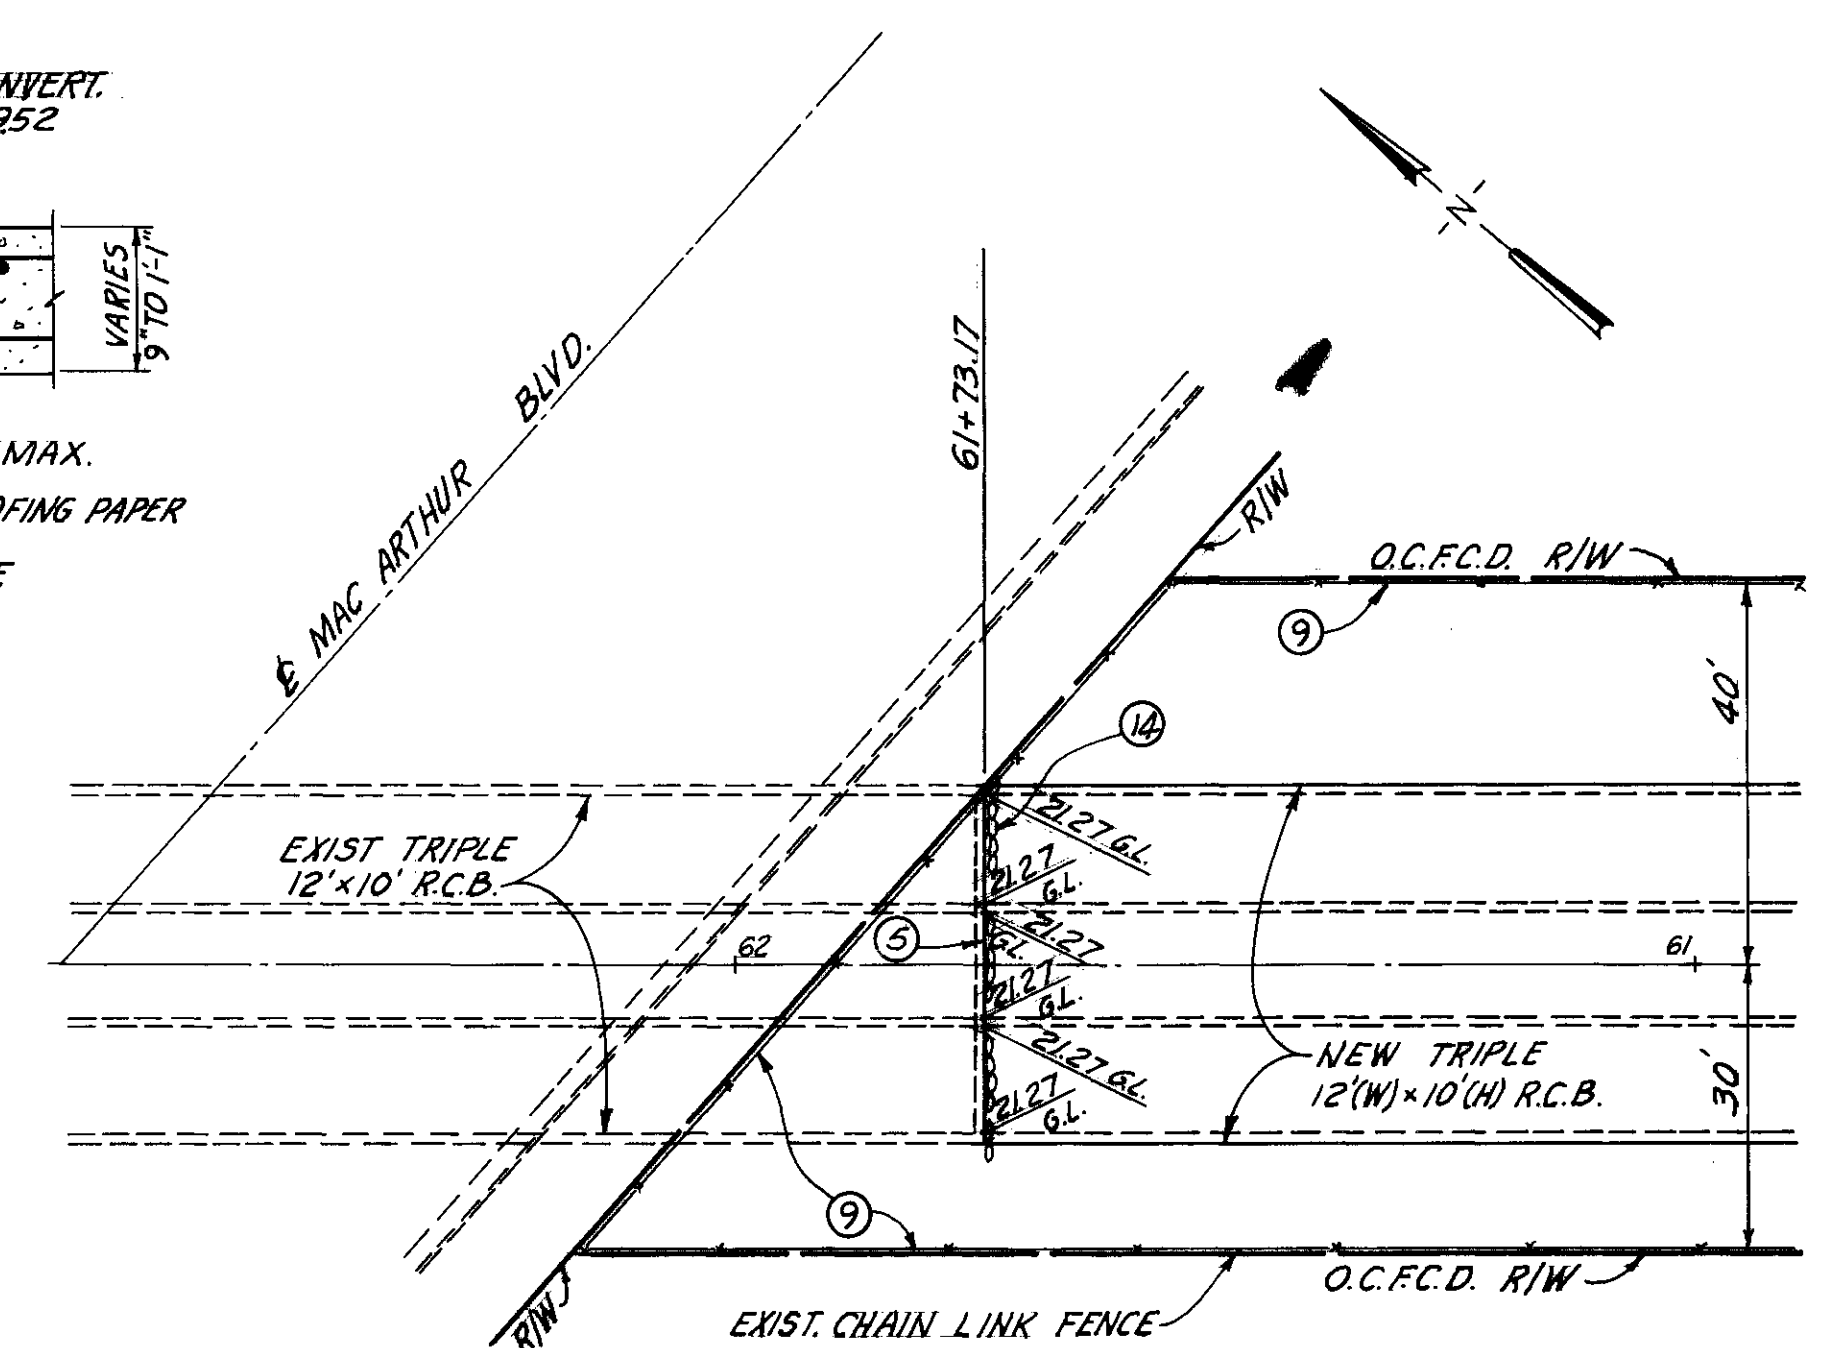 NVERT.
952
VARIES
9" TO 1'-1"
MAX.
OFING PAPER
E
℄ MAC ARTHUR BLVD.
61+73.17
-N-
R/W
O.C.F.C.D. R/W
9
40'
14
21.27 G.L.
21.27
G.L.
21.27
G.L.
21.27
G.L.
21.27 G.L.
21.27
G.L.
EXIST TRIPLE
12'x10' R.C.B.
5
62
61
NEW TRIPLE
12'(W)x10'(H) R.C.B.
30'
9
O.C.F.C.D. R/W
R/W
EXIST. CHAIN LINK FENCE